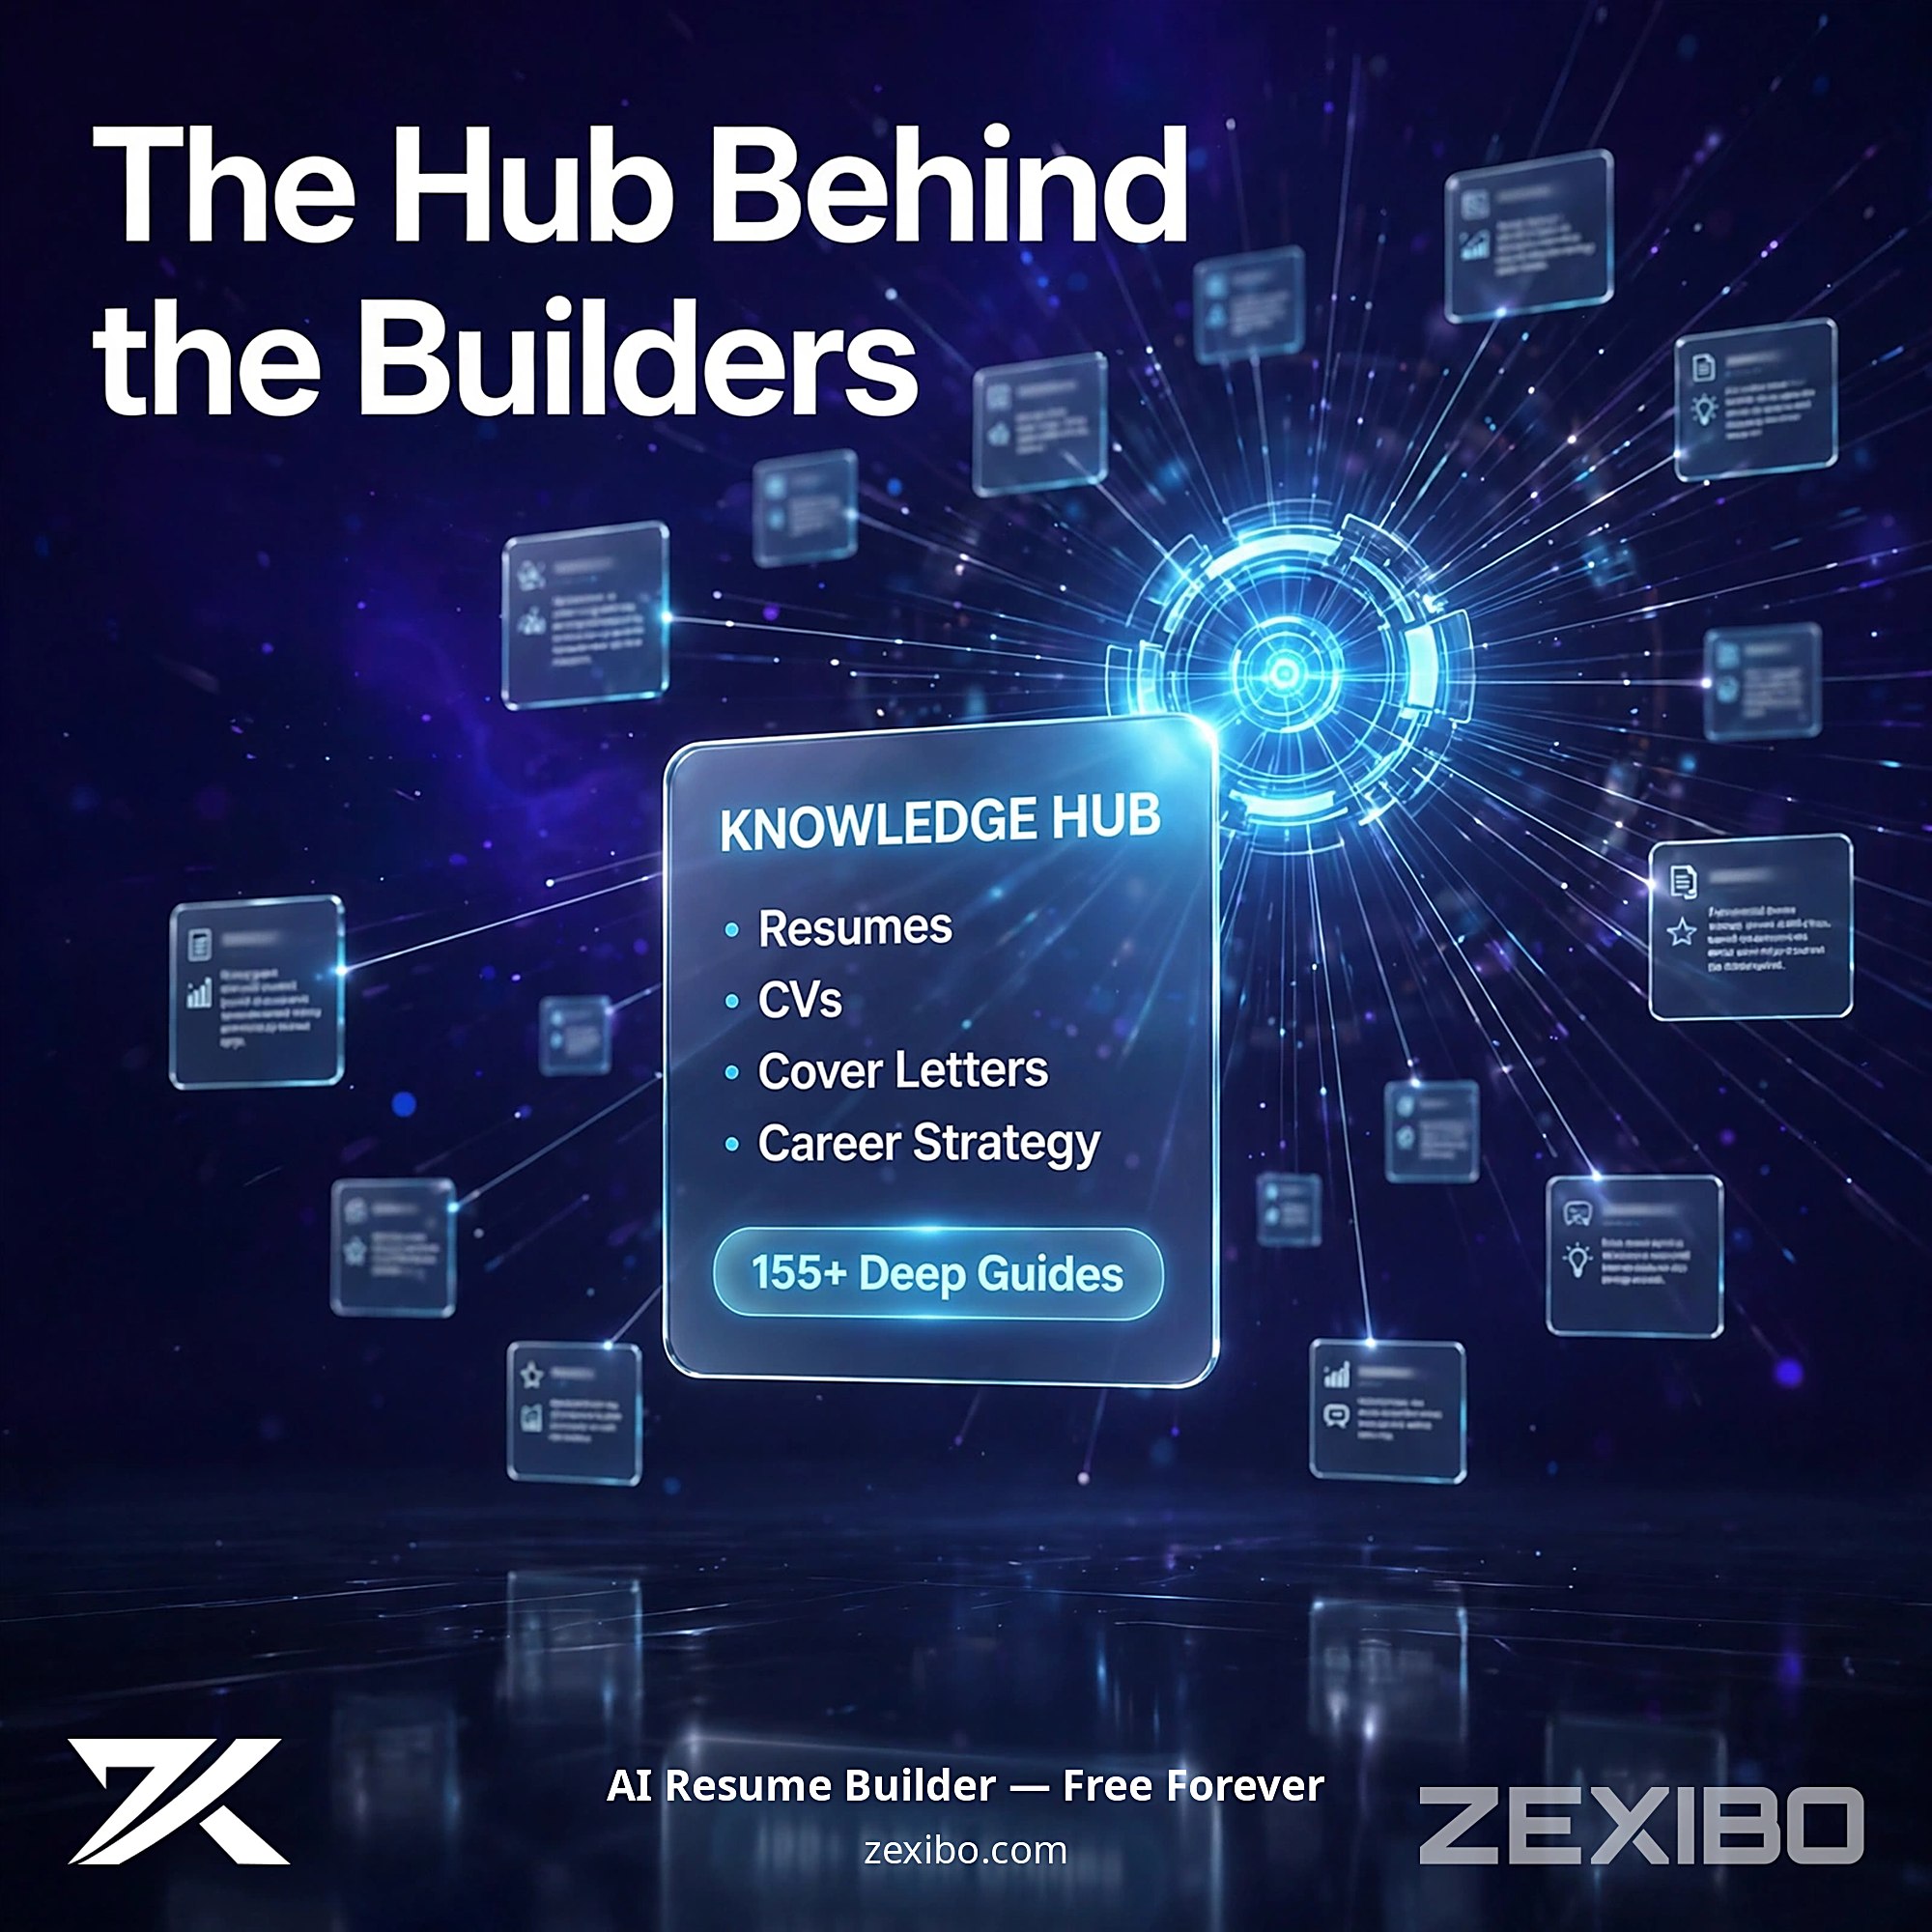 The Hub Behind
the Builders
KNOWLEDGE HUB
• Resumes
• CVs
• Cover Letters
• Career Strategy
155+ Deep Guides
AI Resume Builder — Free Forever
zexibo.com
ZEXIBO